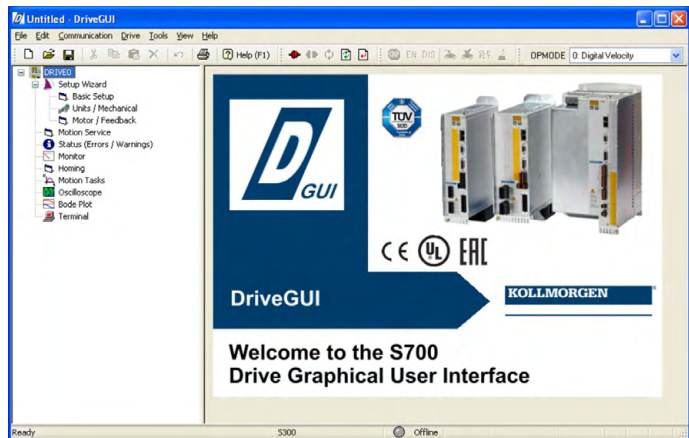 Untitled - DriveGUI
File Edit Communication Drive Tools View Help
Help (F1) EN DIS OPMODE 0: Digital Velocity
DRIVE0
Setup Wizard
Basic Setup
Units / Mechanical
Motor / Feedback
Motion Service
Status (Errors / Warnings)
Monitor
Homing
Motion Tasks
Oscilloscope
Bode Plot
Terminal
D
GUI
TÜV
SÜD
CE UL EAC
DriveGUI
KOLLMORGEN
Welcome to the S700
Drive Graphical User Interface
Ready S300 Offline